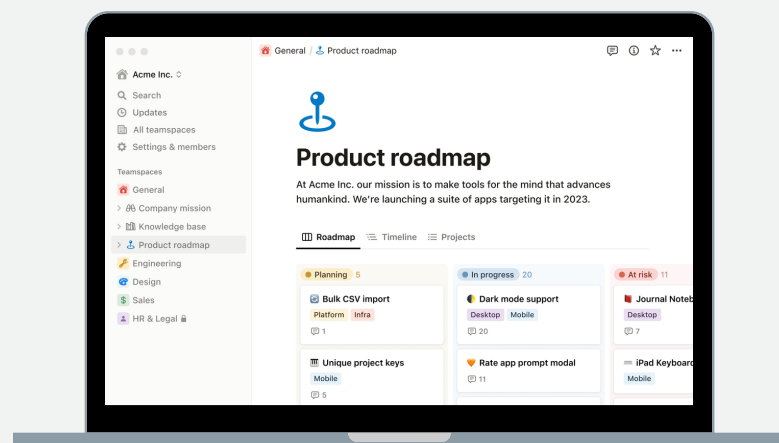 General / Product roadmap
Acme Inc.
Search
Updates
All teamspaces
Settings & members
Teamspaces
General
Company mission
Knowledge base
Product roadmap
Engineering
Design
Sales
HR & Legal
Product roadmap
At Acme Inc. our mission is to make tools for the mind that advances
humankind. We’re launching a suite of apps targeting it in 2023.
Roadmap Timeline Projects
Planning 5
Bulk CSV import
Platform Infra
1
Unique project keys
Mobile
5
In progress 20
Dark mode support
Desktop Mobile
20
Rate app prompt modal
11
At risk 11
Journal Noteb
Desktop
7
iPad Keyboard
Mobile